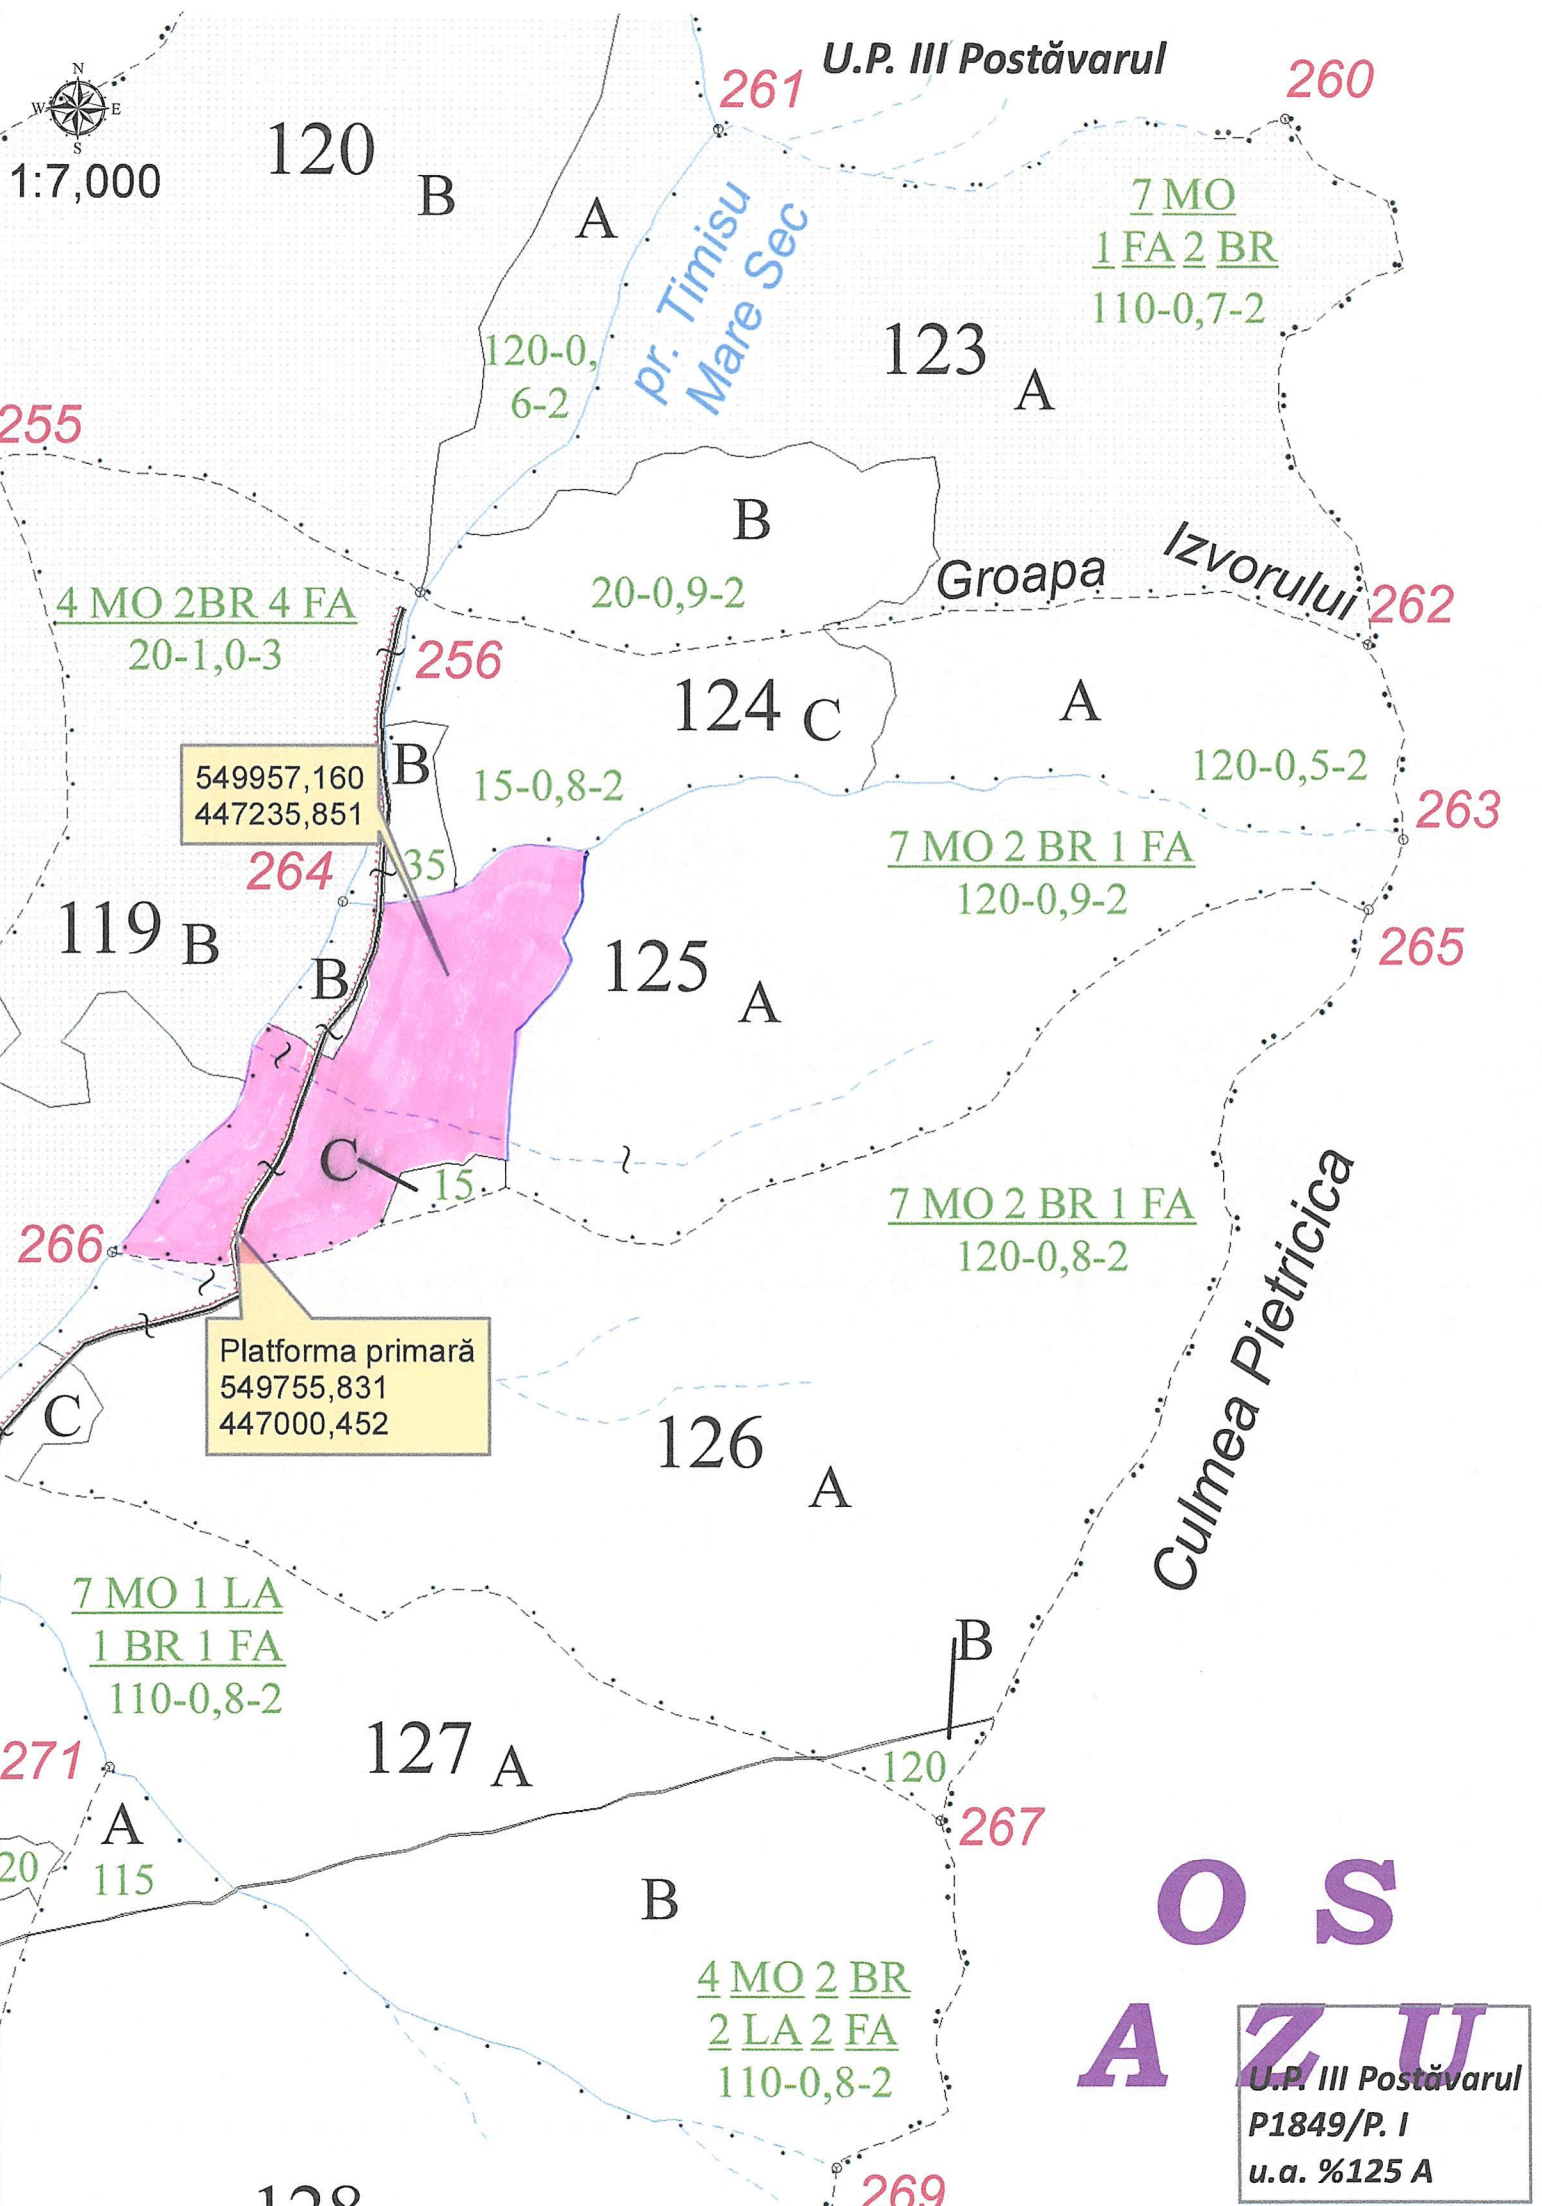 U.P. III Postăvarul
261
260
N
W E
S
1:7,000
120
B
A
7 MO
1 FA 2 BR
110-0,7-2
pr. Timisu
Mare Sec
120-0,
6-2
123
A
255
B
Groapa Izvorului
4 MO 2BR 4 FA
20-1,0-3
20-0,9-2
262
256
124 C
A
549957,160
447235,851
B
15-0,8-2
120-0,5-2
263
264
35
7 MO 2 BR 1 FA
120-0,9-2
119 B
B
125
A
265
C
15
7 MO 2 BR 1 FA
120-0,8-2
266
Culmea Pietricica
Platforma primară
549755,831
447000,452
C
126
A
7 MO 1 LA
1 BR 1 FA
110-0,8-2
B
127 A
120
271
A
115
20
267
B
O S
A Z U
4 MO 2 BR
2 LA 2 FA
110-0,8-2
U.P. III Postăvarul
P1849/P. I
u.a. %125 A
128
269